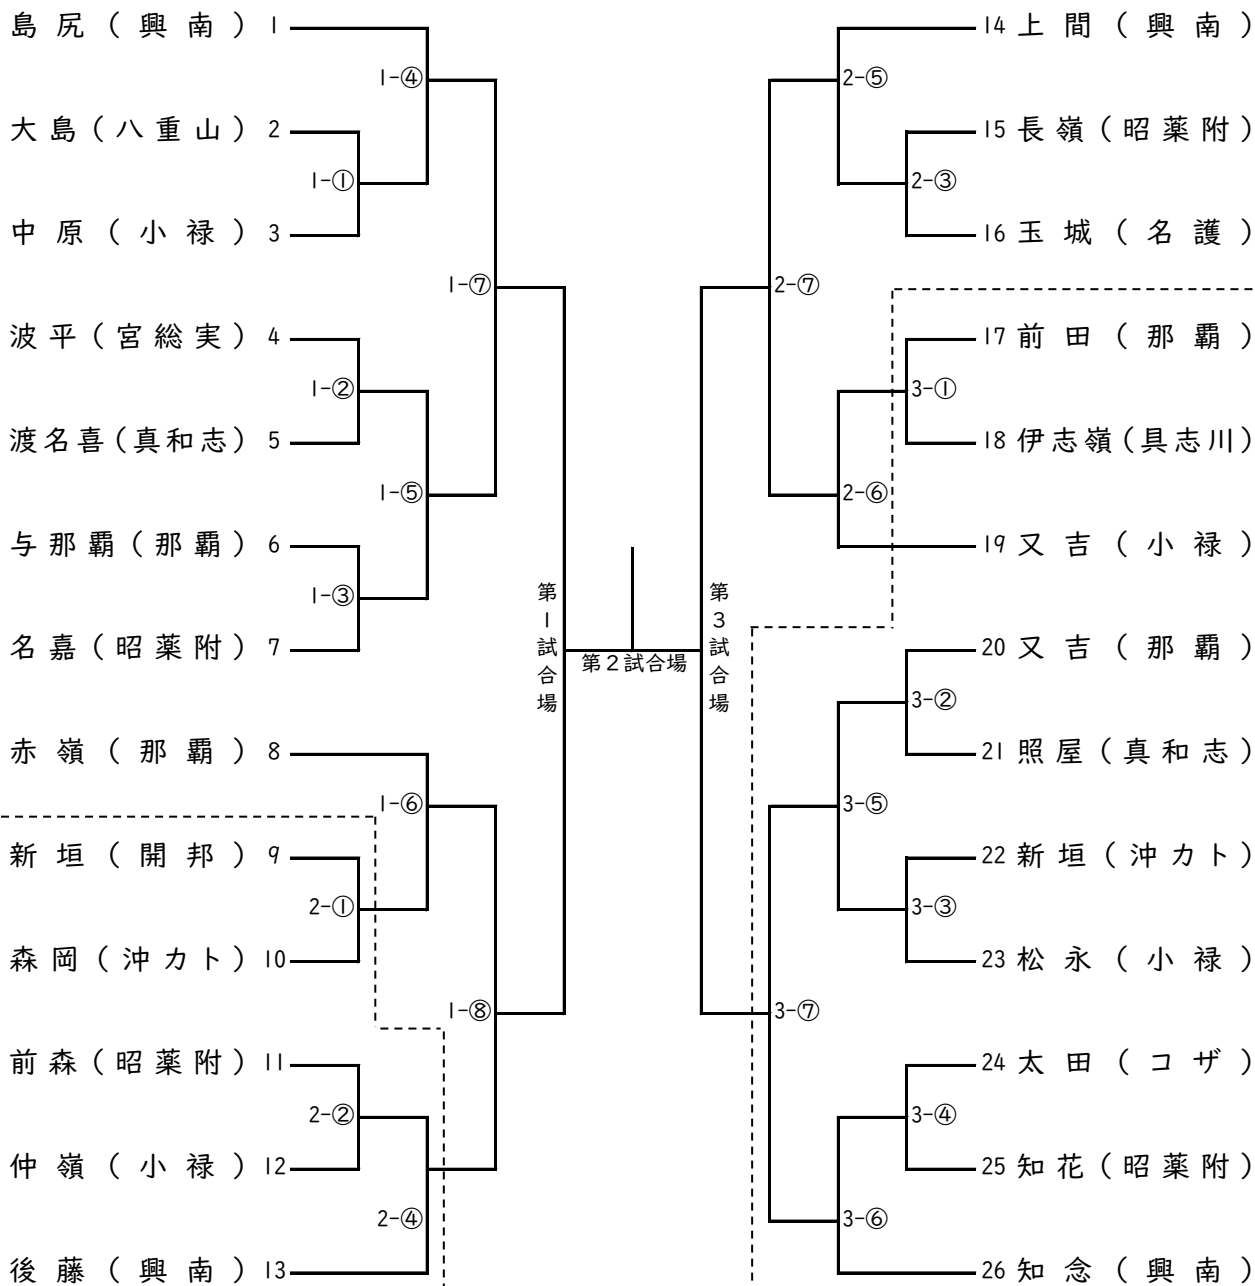 島尻(興南) 1
1-④
大島(八重山) 2
1-①
中原(小禄) 3
1-⑦
波平(宮総実) 4
1-②
渡名喜(真和志) 5
1-⑤
与那覇(那覇) 6
1-③
名嘉(昭薬附) 7
赤嶺(那覇) 8
1-⑥
新垣(開邦) 9
2-①
森岡(沖カト) 10
1-⑧
前森(昭薬附) 11
2-②
仲嶺(小禄) 12
2-④
後藤(興南) 13
第1試合場
第2試合場
第3試合場
14 上間(興南)
2-⑤
15 長嶺(昭薬附)
2-③
16 玉城(名護)
2-⑦
17 前田(那覇)
3-①
18 伊志嶺(具志川)
2-⑥
19 又吉(小禄)
20 又吉(那覇)
3-②
21 照屋(真和志)
3-⑤
22 新垣(沖カト)
3-③
23 松永(小禄)
3-⑦
24 太田(コザ)
3-④
25 知花(昭薬附)
3-⑥
26 知念(興南)